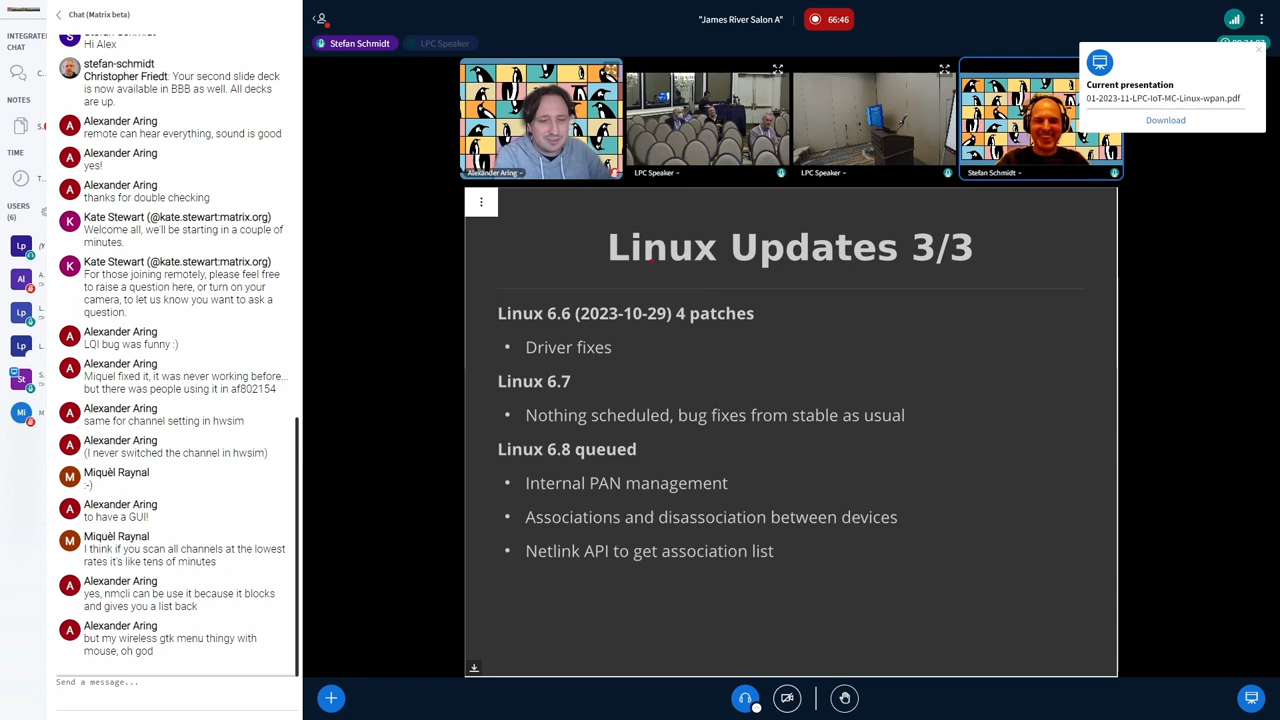 INTEGRATED
CHAT
C...
NOTES
S...
TIME
T...
USERS
(6)
Lp
Al
Lp
Lp
St
Mi
Chat (Matrix beta)
Stefan Schmidt
Hi Alex
stefan-schmidt
Christopher Friedt: Your second slide deck
is now available in BBB as well. All decks
are up.
Alexander Aring
remote can hear everything, sound is good
Alexander Aring
yes!
Alexander Aring
thanks for double checking
Kate Stewart (@kate.stewart:matrix.org)
Welcome all, we'll be starting in a couple of
minutes.
Kate Stewart (@kate.stewart:matrix.org)
For those joining remotely, please feel free
to raise a question here, or turn on your
camera, to let us know you want to ask a
question.
Alexander Aring
LQI bug was funny :)
Alexander Aring
Miquel fixed it, it was never working before...
but there was people using it in af802154
Alexander Aring
same for channel setting in hwsim
Alexander Aring
(I never switched the channel in hwsim)
Miquèl Raynal
:-)
Alexander Aring
to have a GUI!
Miquèl Raynal
I think if you scan all channels at the lowest
rates it's like tens of minutes
Alexander Aring
yes, nmcli can be use it because it blocks
and gives you a list back
Alexander Aring
but my wireless gtk menu thingy with
mouse, oh god
Send a message...
"James River Salon A"
66:46
Stefan Schmidt
LPC Speaker
Alexander Aring
LPC Speaker
LPC Speaker
Stefan Schmidt
Current presentation
01-2023-11-LPC-IoT-MC-Linux-wpan.pdf
Download
Linux Updates 3/3
Linux 6.6 (2023-10-29) 4 patches
• Driver fixes
Linux 6.7
• Nothing scheduled, bug fixes from stable as usual
Linux 6.8 queued
• Internal PAN management
• Associations and disassociation between devices
• Netlink API to get association list